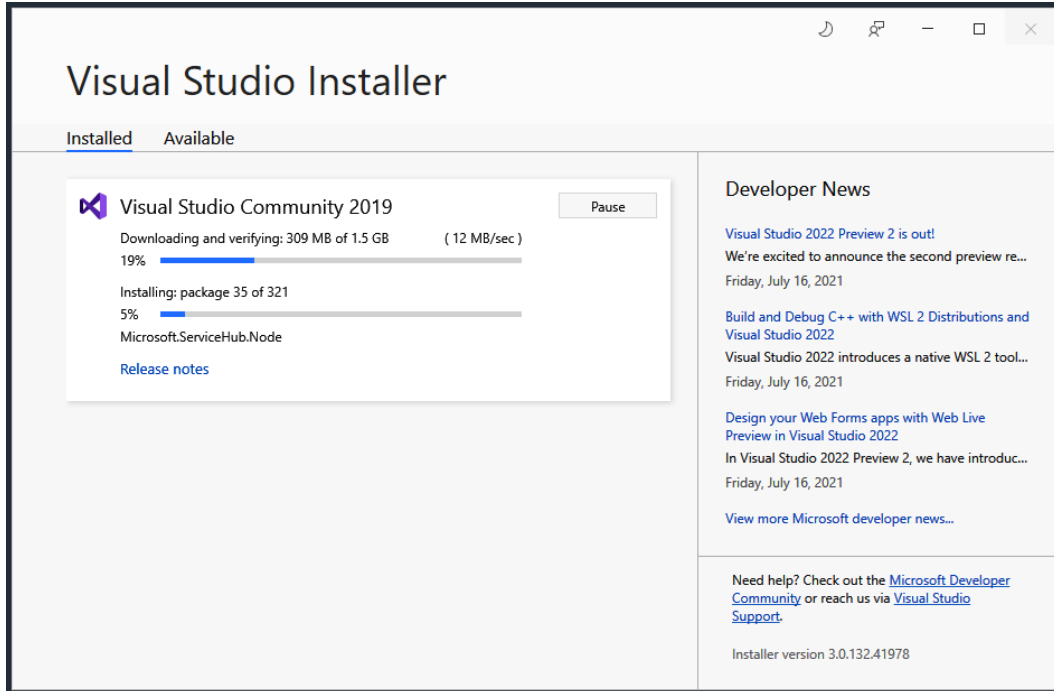 Visual Studio Installer
Installed Available
Visual Studio Community 2019
Pause
Downloading and verifying: 309 MB of 1.5 GB ( 12 MB/sec )
19%
Installing: package 35 of 321
5%
Microsoft.ServiceHub.Node
Release notes
Developer News
Visual Studio 2022 Preview 2 is out!
We're excited to announce the second preview re...
Friday, July 16, 2021
Build and Debug C++ with WSL 2 Distributions and
Visual Studio 2022
Visual Studio 2022 introduces a native WSL 2 tool...
Friday, July 16, 2021
Design your Web Forms apps with Web Live
Preview in Visual Studio 2022
In Visual Studio 2022 Preview 2, we have introduc...
Friday, July 16, 2021
View more Microsoft developer news...
Need help? Check out the Microsoft Developer
Community or reach us via Visual Studio
Support.
Installer version 3.0.132.41978